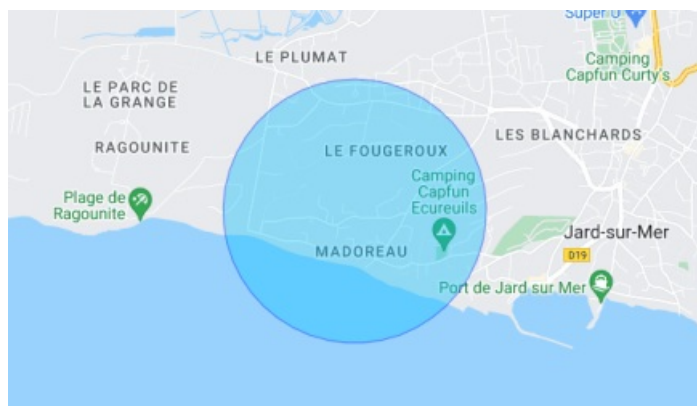 Super U
LE PLUMAT
Camping
Capfun Curty's
LE PARC DE
LA GRANGE
LES BLANCHARDS
RAGOUNITE
LE FOUGEROUX
Camping
Capfun
Ecureuils
Plage de
Ragounite
Jard-sur-Mer
MADOREAU
D19
Port de Jard sur Mer